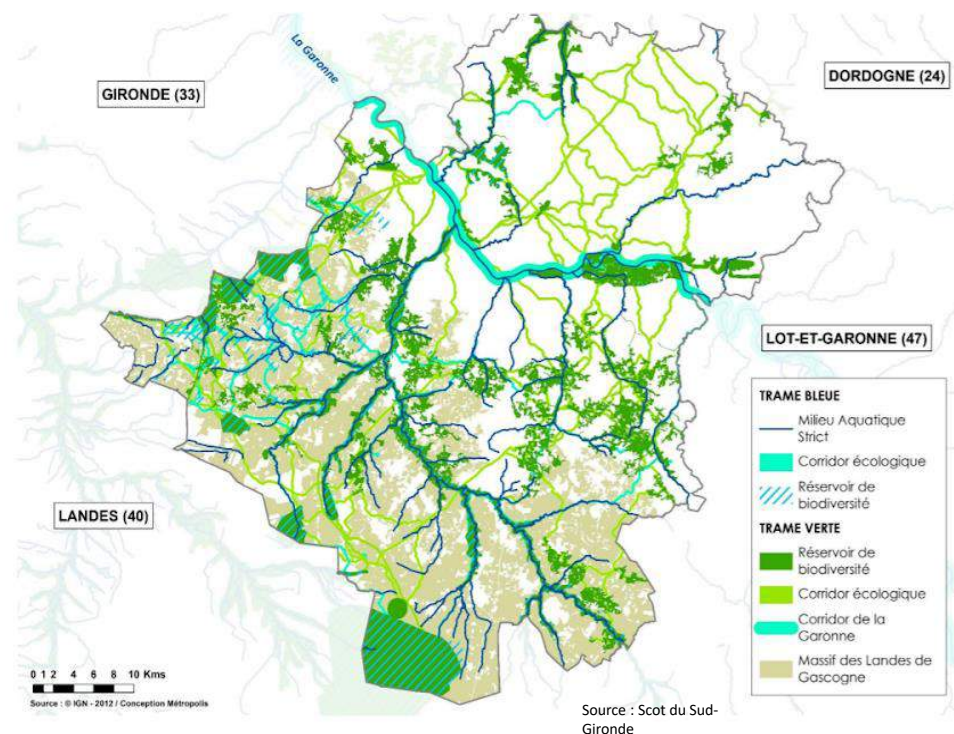 La Garonne
GIRONDE (33)
DORDOGNE (24)
LOT-ET-GARONNE (47)
LANDES (40)
TRAME BLEUE
Milieu Aquatique
Strict
Corridor écologique
Réservoir de
biodiversité
TRAME VERTE
Réservoir de
biodiversité
Corridor écologique
Corridor de la
Garonne
Massif des Landes de
Gascogne
0 1 2 4 6 8 10 Kms
Source : © IGN - 2012 / Conception Métropolis
Source : Scot du Sud-
Gironde